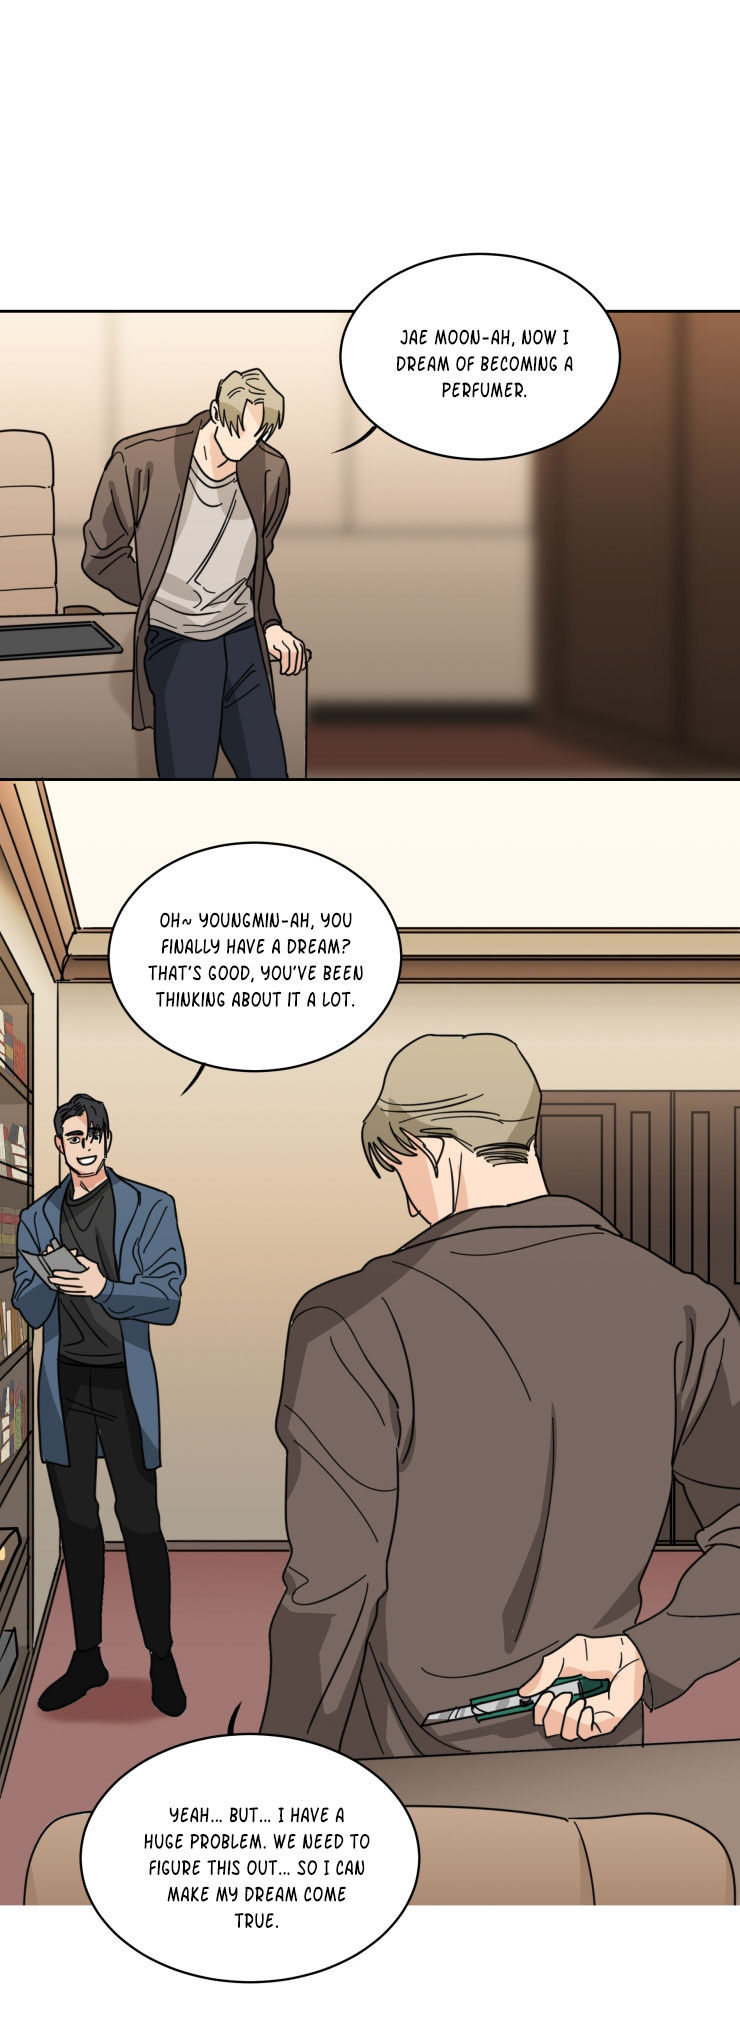 JAE MOON-AH, NOW I
DREAM OF BECOMING A
PERFUMER.
OH~ YOUNGMIN-AH, YOU
FINALLY HAVE A DREAM?
THAT'S GOOD, YOU'VE BEEN
THINKING ABOUT IT A LOT.
YEAH... BUT... I HAVE A
HUGE PROBLEM. WE NEED TO
FIGURE THIS OUT... SO I CAN
MAKE MY DREAM COME
TRUE.